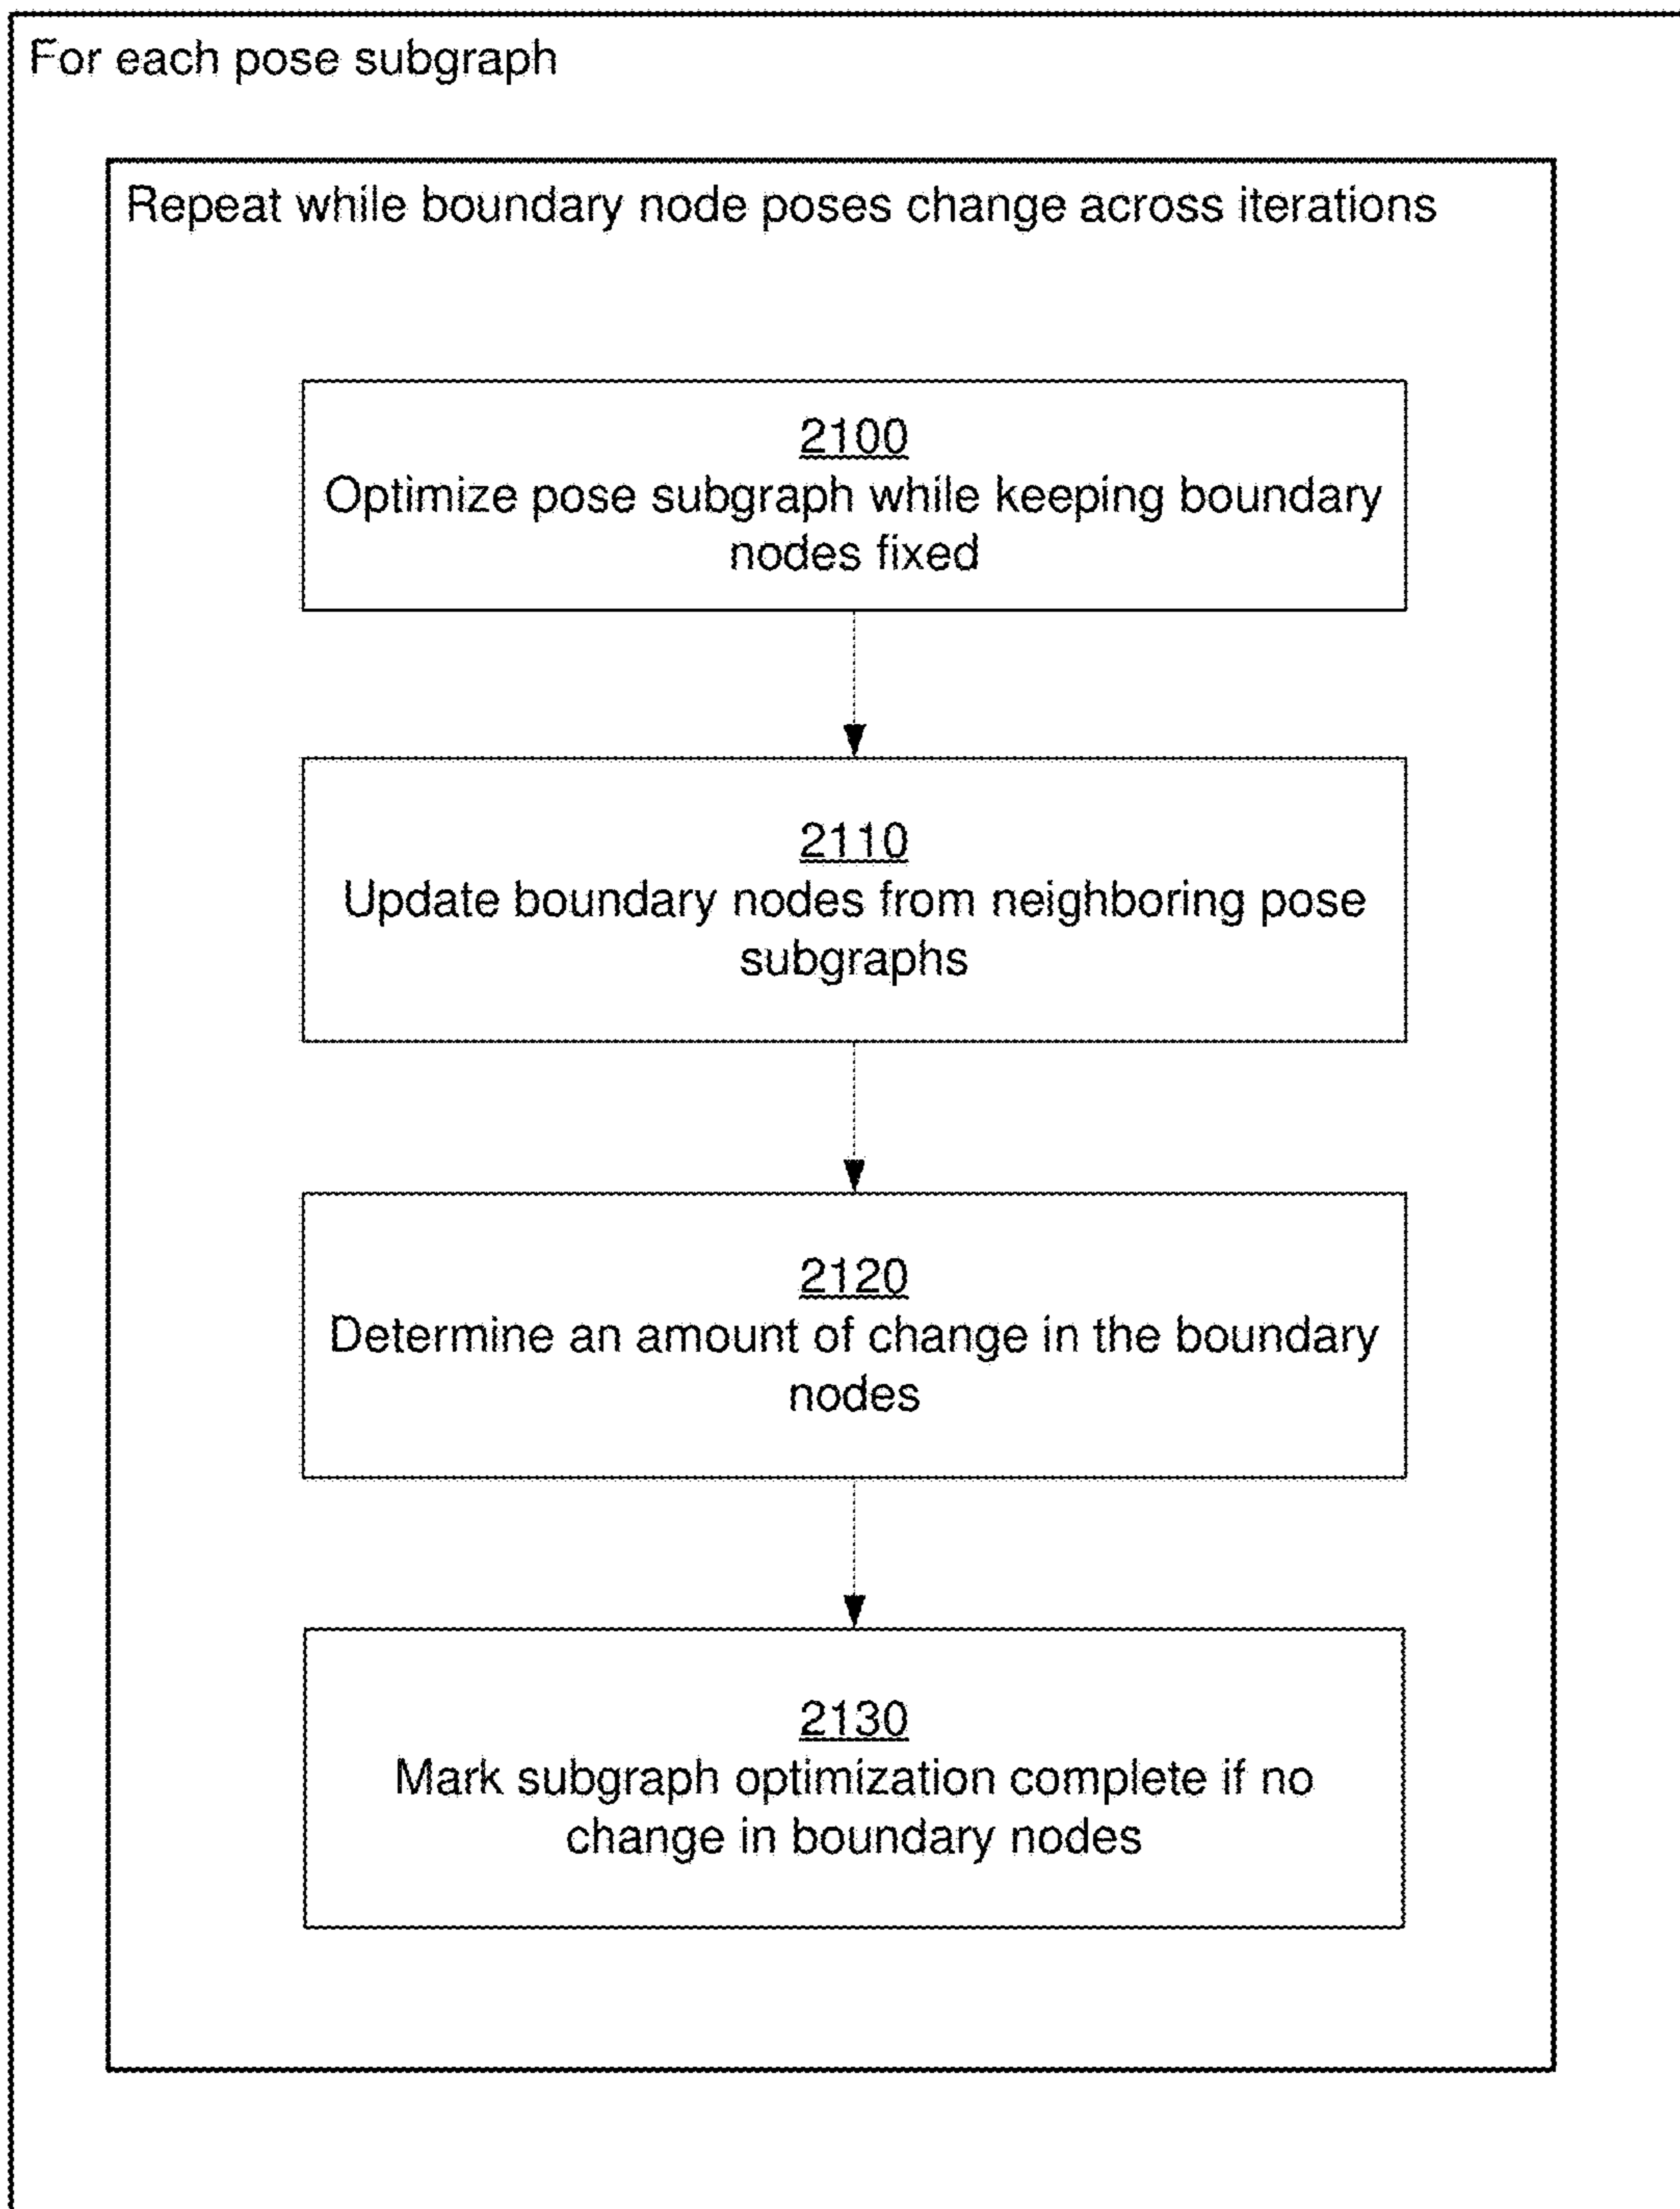 For each pose subgraph
Repeat while boundary node poses change across iterations
2100
Optimize pose subgraph while keeping boundary
nodes fixed
2110
Update boundary nodes from neighboring pose
subgraphs
2120
Determine an amount of change in the boundary
nodes
2130
Mark subgraph optimization complete if no
change in boundary nodes